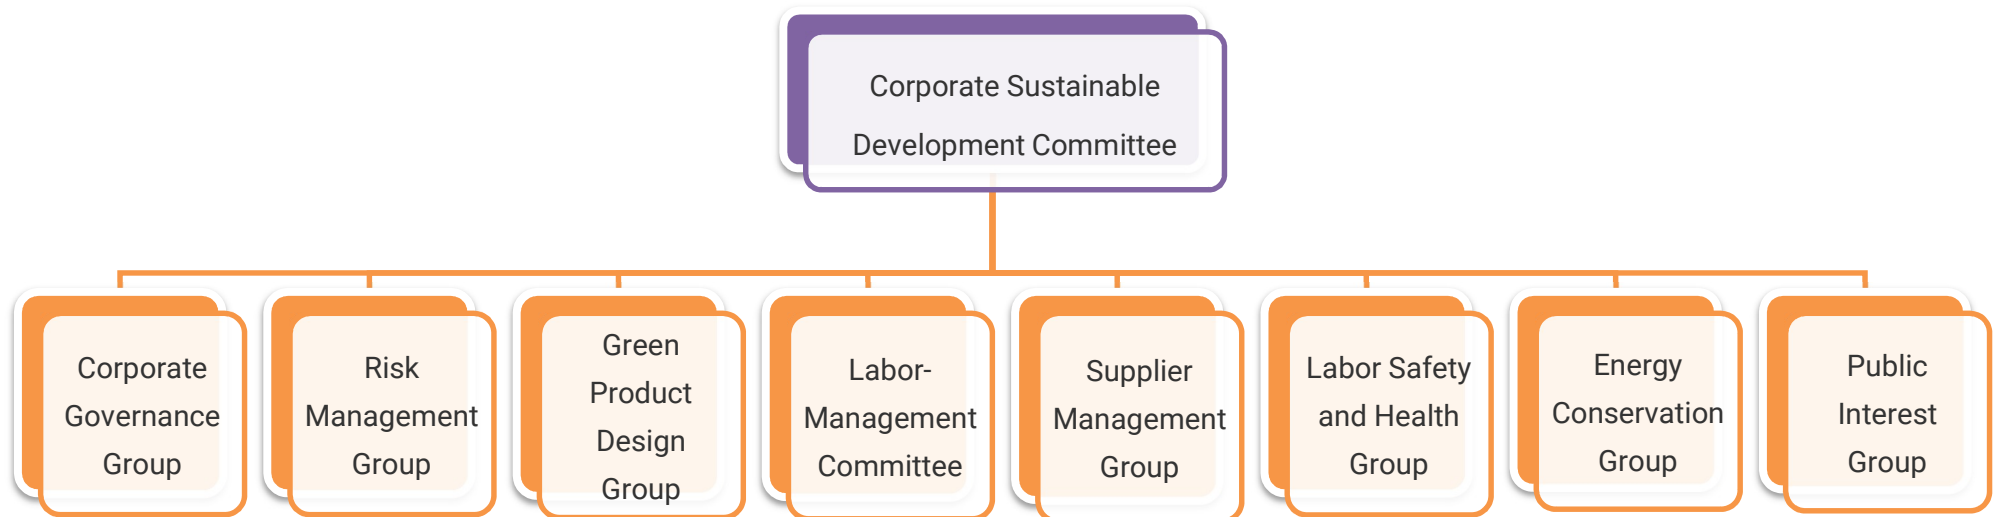 Corporate Sustainable
Development Committee
Corporate
Governance
Group
Risk
Management
Group
Green
Product
Design
Group
Labor-
Management
Committee
Supplier
Management
Group
Labor Safety
and Health
Group
Energy
Conservation
Group
Public
Interest
Group